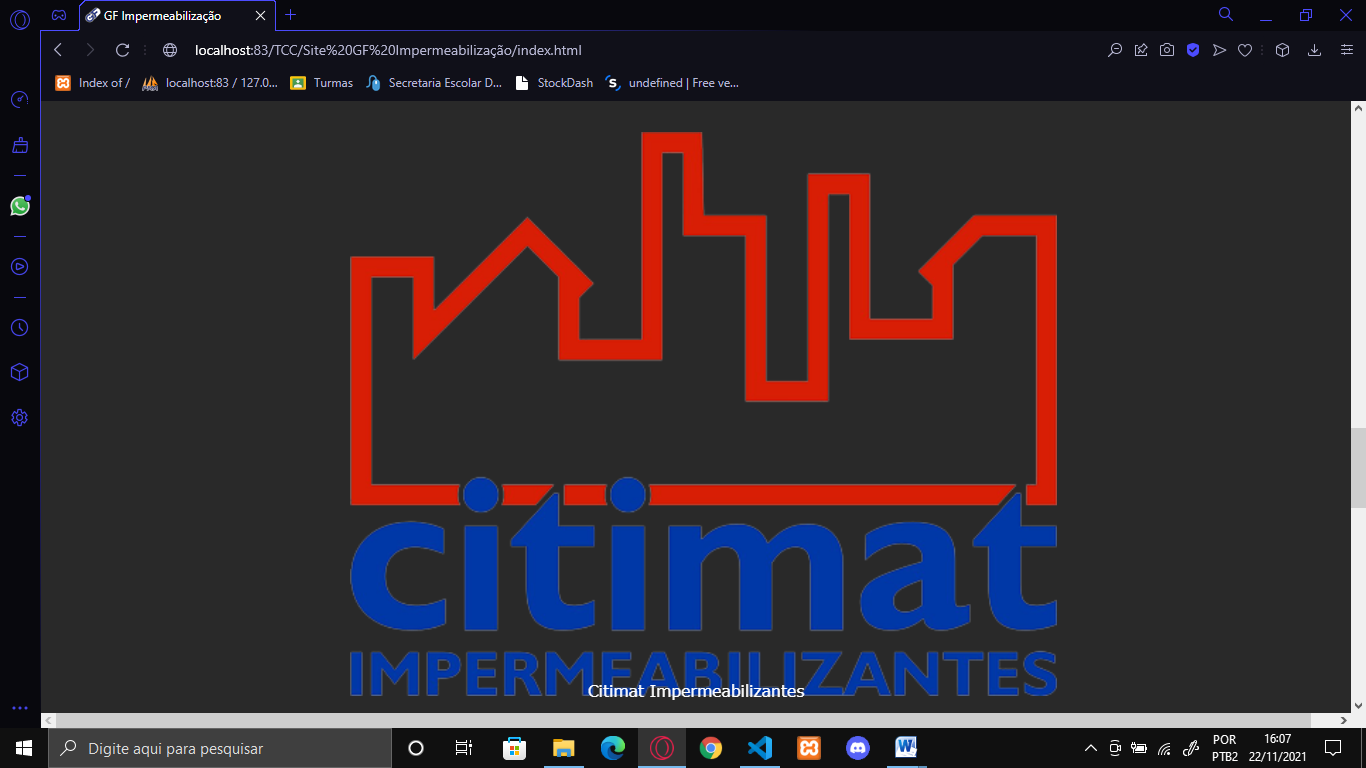 GF Impermeabilização
localhost:83/TCC/Site%20GF%20Impermeabilização/index.html
Index of /
localhost:83 / 127.0...
Turmas
Secretaria Escolar D...
StockDash
undefined | Free ve...
citimat
IMPERMEABILIZANTES
Citimat Impermeabilizantes
Digite aqui para pesquisar
POR
PTB2
16:07
22/11/2021